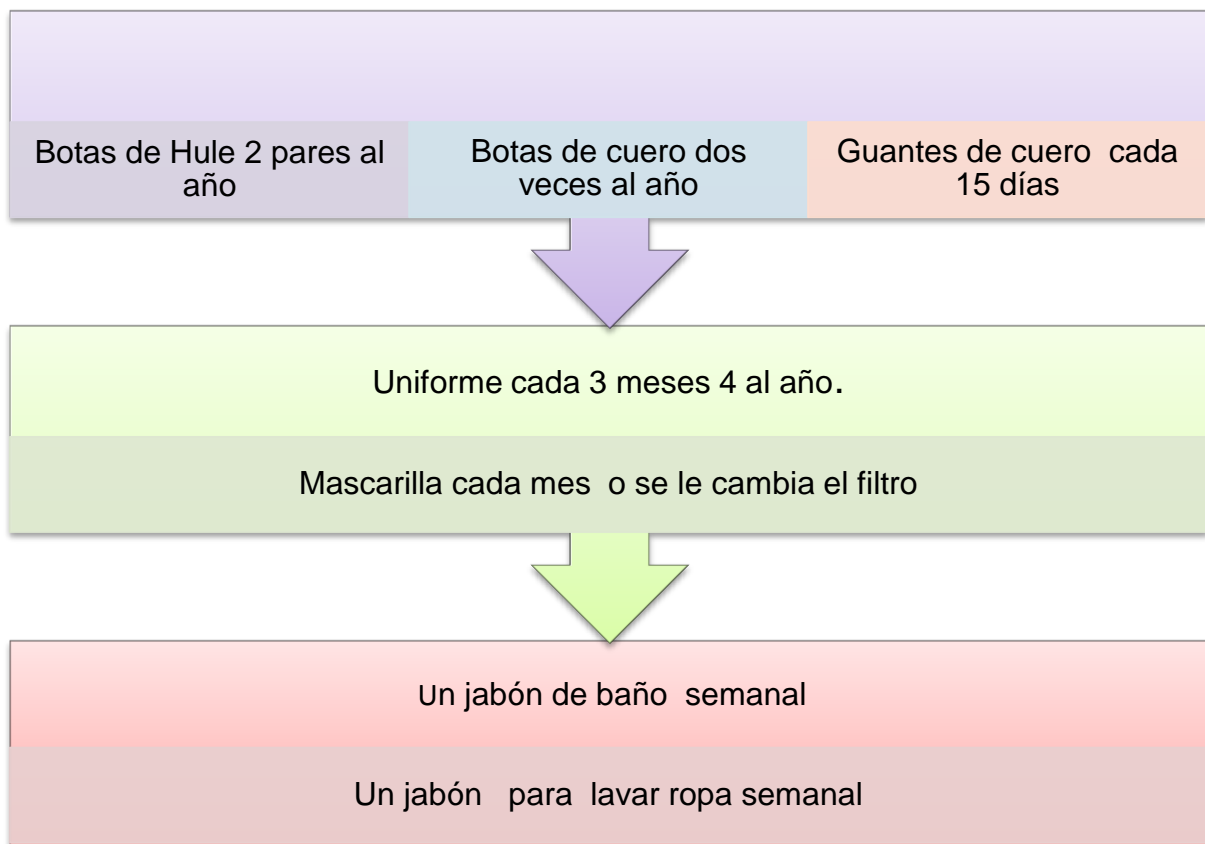 Botas de Hule 2 pares al
año
Botas de cuero dos
veces al año
Guantes de cuero cada
15 días
Uniforme cada 3 meses 4 al año.
Mascarilla cada mes o se le cambia el filtro
Un jabón de baño semanal
Un jabón para lavar ropa semanal